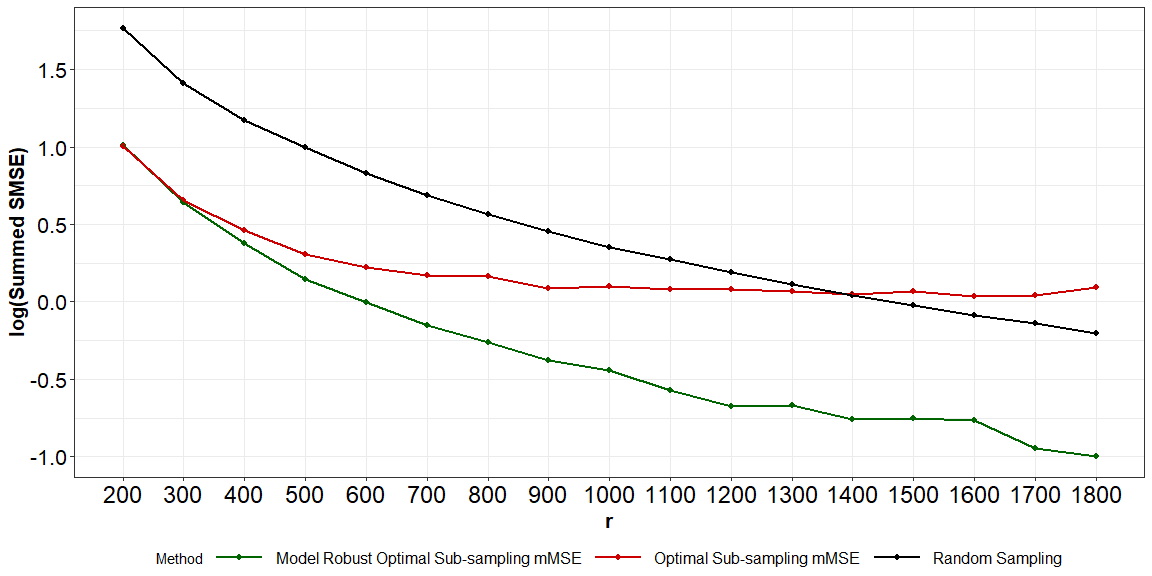 log(Summed SMSE)
1.5
1.0
0.5
0.0
-0.5
-1.0
200 300 400 500 600 700 800 900 1000 1100 1200 1300 1400 1500 1600 1700 1800
r
Method Model Robust Optimal Sub-sampling mMSE Optimal Sub-sampling mMSE Random Sampling